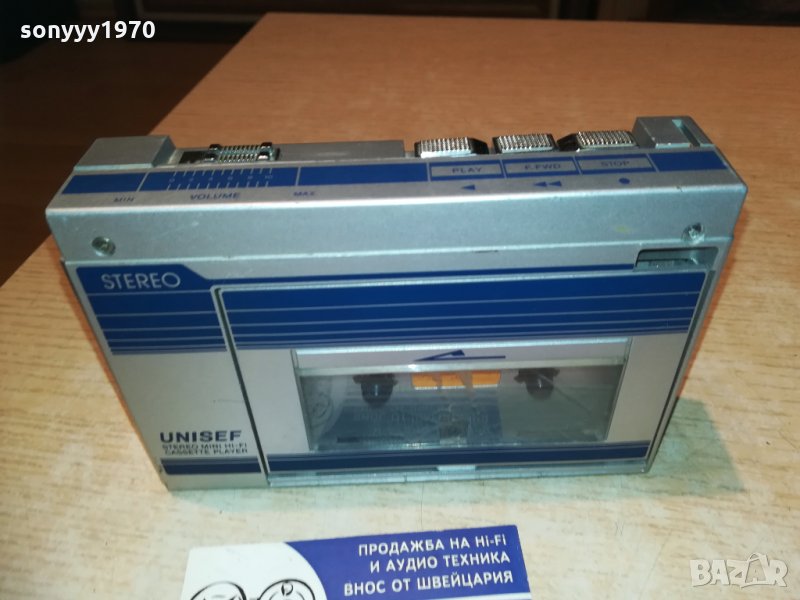 sonyyy1970
PLAY F.FWD STOP
MIN VOLUME MAX
STEREO
UNISEF
STEREO MINI HI-FI
CASSETTE PLAYER
ПРОДАЖБА НА Hi-Fi
И АУДИО ТЕХНИКА
ВНОС ОТ ШВЕЙЦАРИЯ
BAZAR